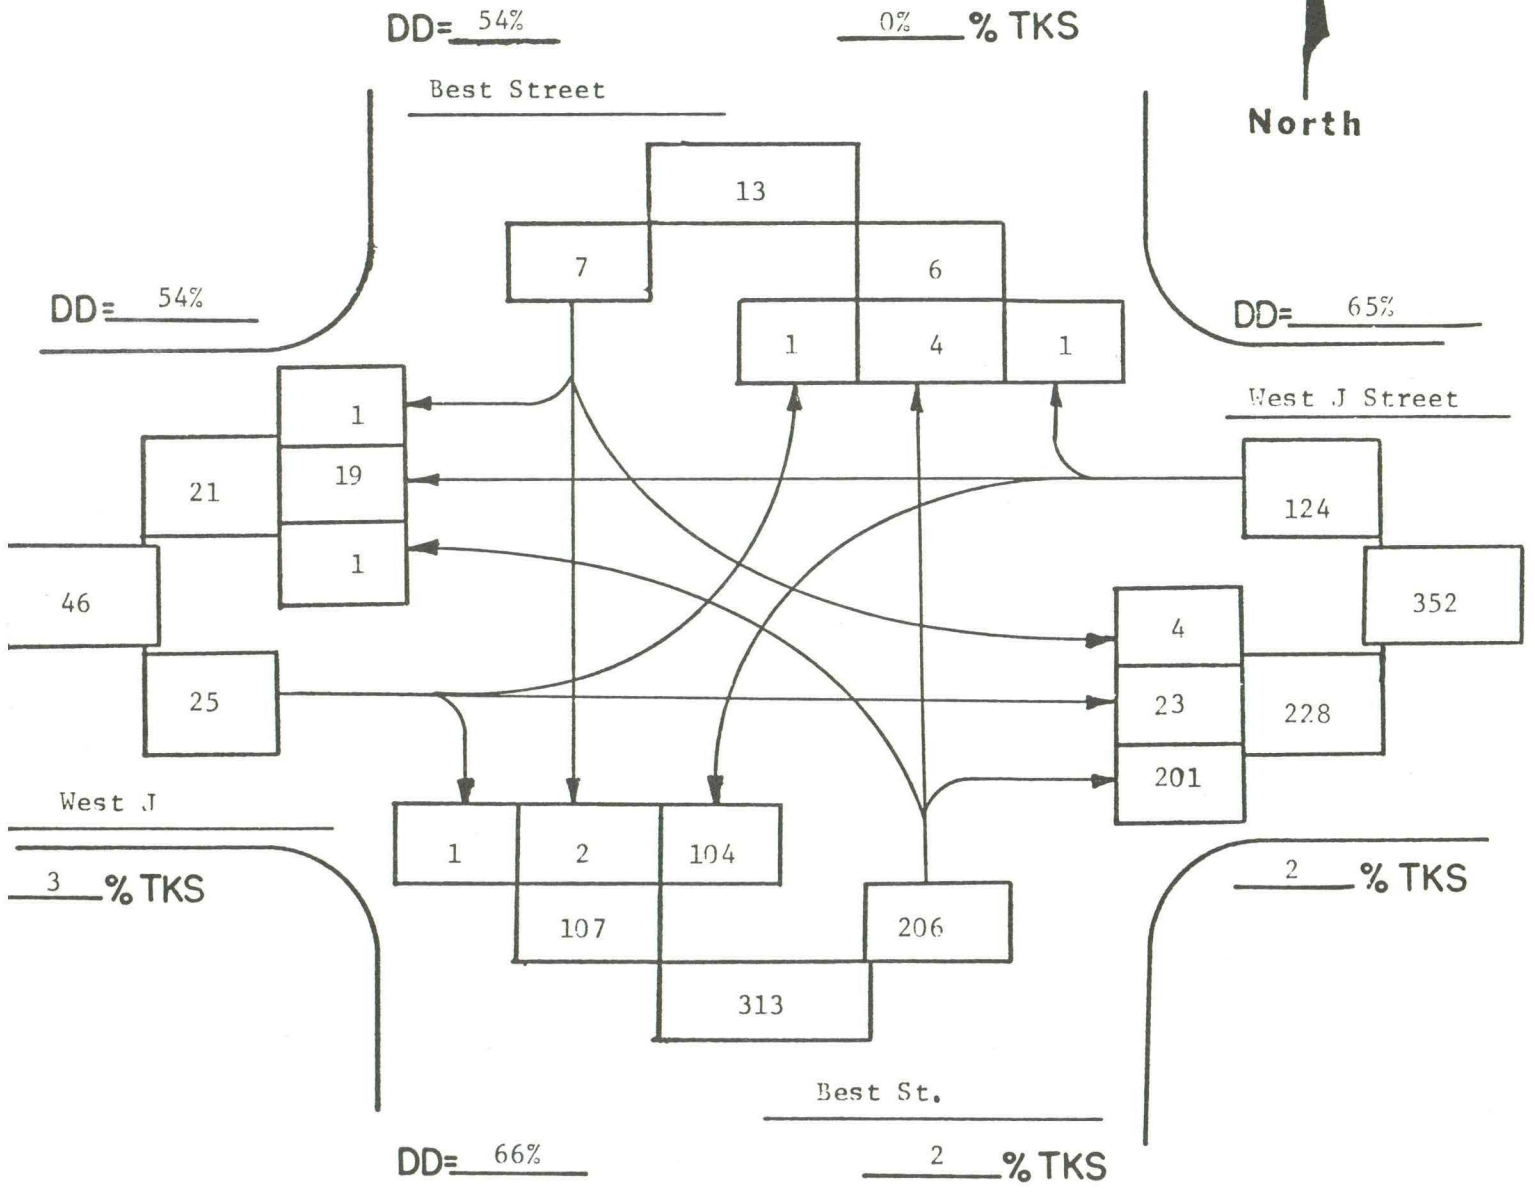 DD= 54%
0% % TKS
Best Street
North
13
7
6
DD= 54%
DD= 65%
1 4 1
West J Street
1
21
19
124
1
46
352
4
25
23
228
201
West J
1 2 104
3 % TKS
2 % TKS
107
206
313
Best St.
DD= 66%
2 % TKS